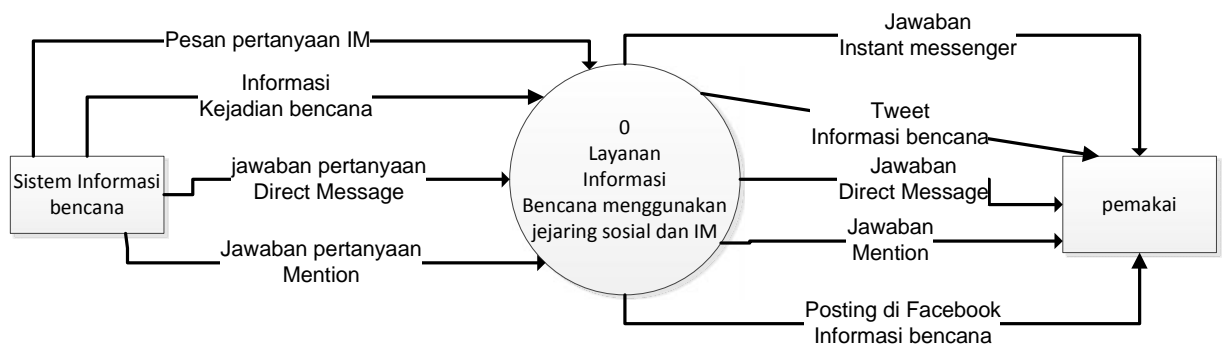 Pesan pertanyaan IM
Informasi
Kejadian bencana
Sistem Informasi
bencana
jawaban pertanyaan
Direct Message
Jawaban pertanyaan
Mention
0
Layanan
Informasi
Bencana menggunakan
jejaring sosial dan IM
Jawaban
Instant messenger
Tweet
Informasi bencana
Jawaban
Direct Message
Jawaban
Mention
Posting di Facebook
Informasi bencana
pemakai